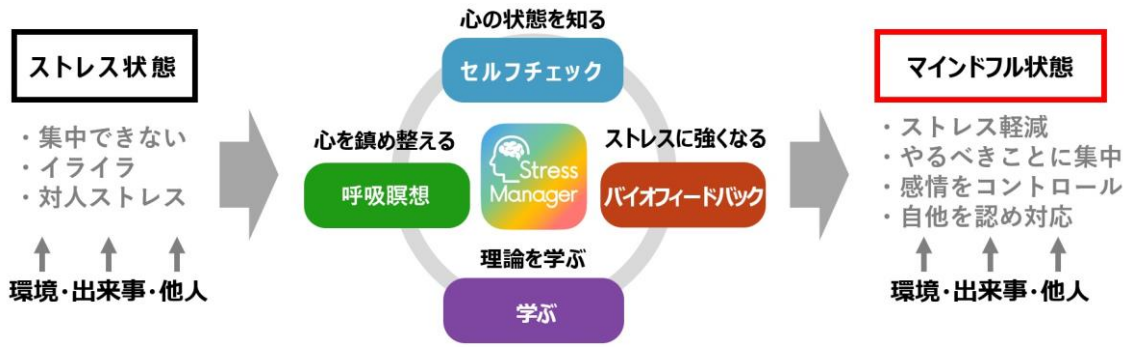 ストレス状態
・集中できない
・イライラ
・対人ストレス
環境・出来事・他人
心の状態を知る
セルフチェック
心を鎮め整える
呼吸瞑想
Stress
Manager
ストレスに強くなる
バイオフィードバック
理論を学ぶ
学ぶ
マインドフル状態
・ストレス軽減
・やるべきことに集中
・感情をコントロール
・自他を認め対応
環境・出来事・他人